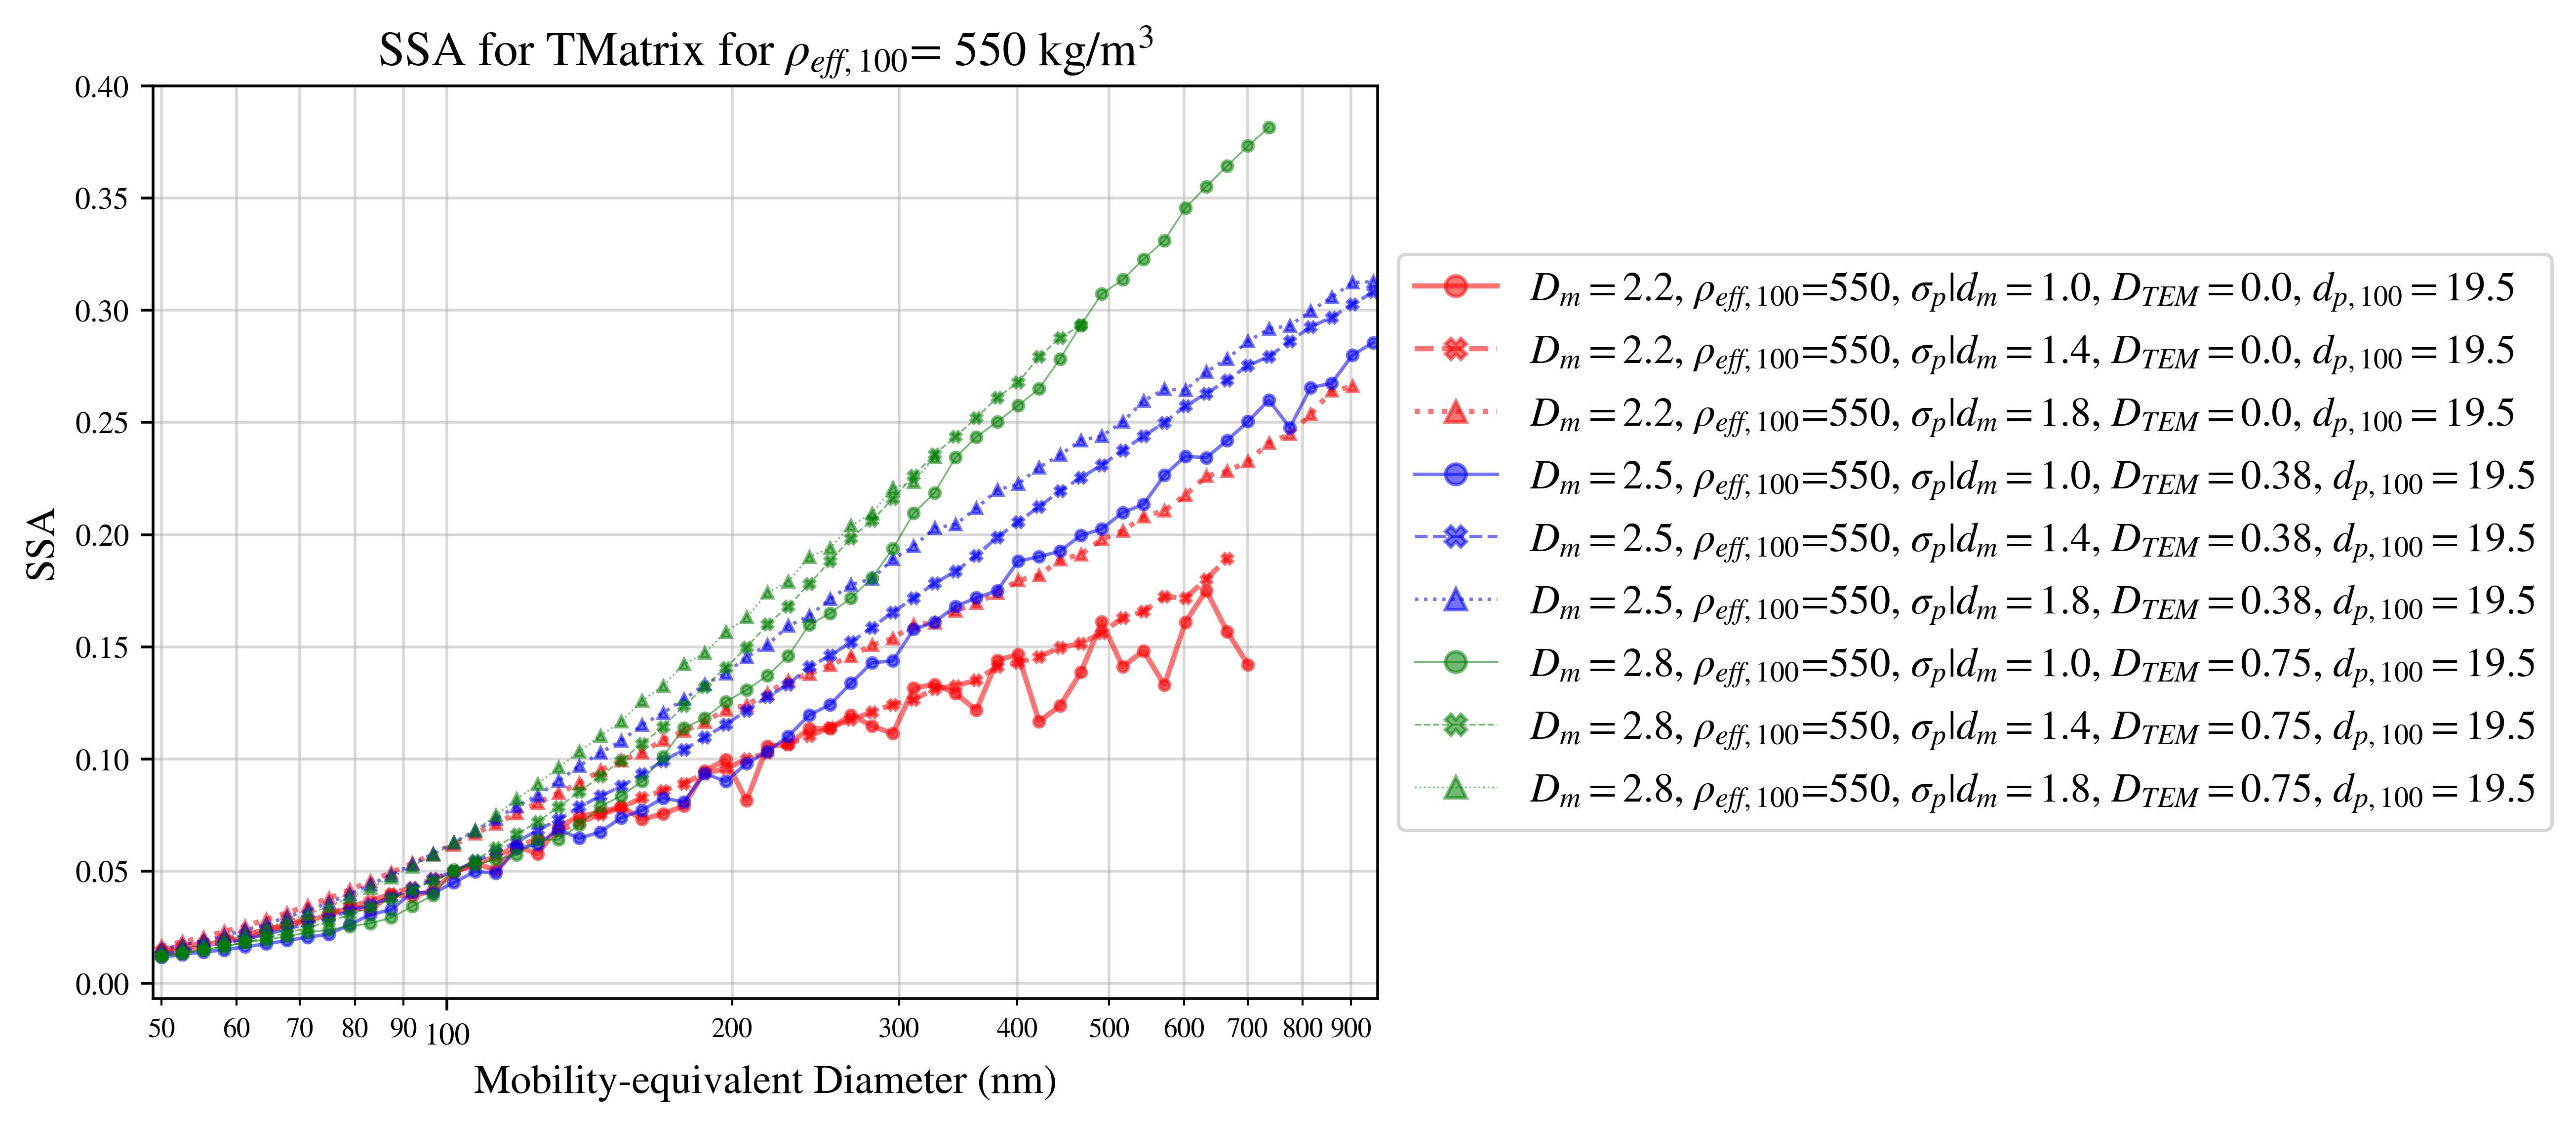 SSA for TMatrix for ρeff,100= 550 kg/m³
0.40
0.35
0.30
0.25
0.20
0.15
0.10
0.05
0.00
SSA
50 60 70 80 90 100 200 300 400 500 600 700 800 900
Mobility-equivalent Diameter (nm)
Dm = 2.2, ρeff,100=550, σp|dm = 1.0, DTEM = 0.0, dp,100 = 19.5
Dm = 2.2, ρeff,100=550, σp|dm = 1.4, DTEM = 0.0, dp,100 = 19.5
Dm = 2.2, ρeff,100=550, σp|dm = 1.8, DTEM = 0.0, dp,100 = 19.5
Dm = 2.5, ρeff,100=550, σp|dm = 1.0, DTEM = 0.38, dp,100 = 19.5
Dm = 2.5, ρeff,100=550, σp|dm = 1.4, DTEM = 0.38, dp,100 = 19.5
Dm = 2.5, ρeff,100=550, σp|dm = 1.8, DTEM = 0.38, dp,100 = 19.5
Dm = 2.8, ρeff,100=550, σp|dm = 1.0, DTEM = 0.75, dp,100 = 19.5
Dm = 2.8, ρeff,100=550, σp|dm = 1.4, DTEM = 0.75, dp,100 = 19.5
Dm = 2.8, ρeff,100=550, σp|dm = 1.8, DTEM = 0.75, dp,100 = 19.5